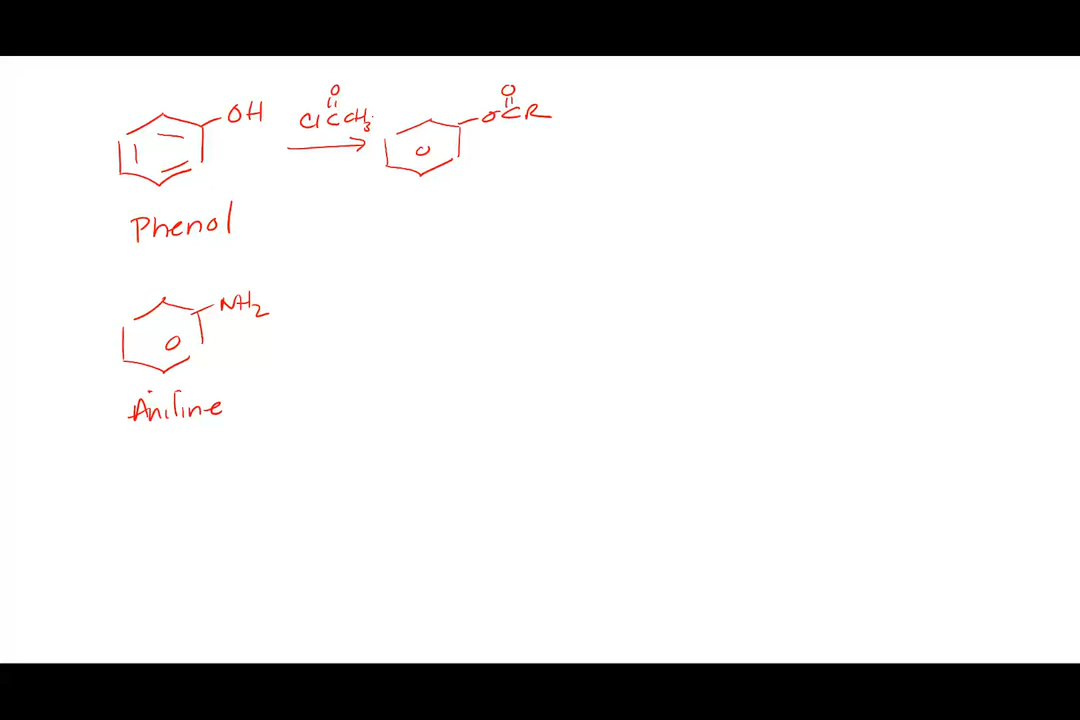 OH
O
ClCCH3
O
OCR
Phenol
NH2
Aniline